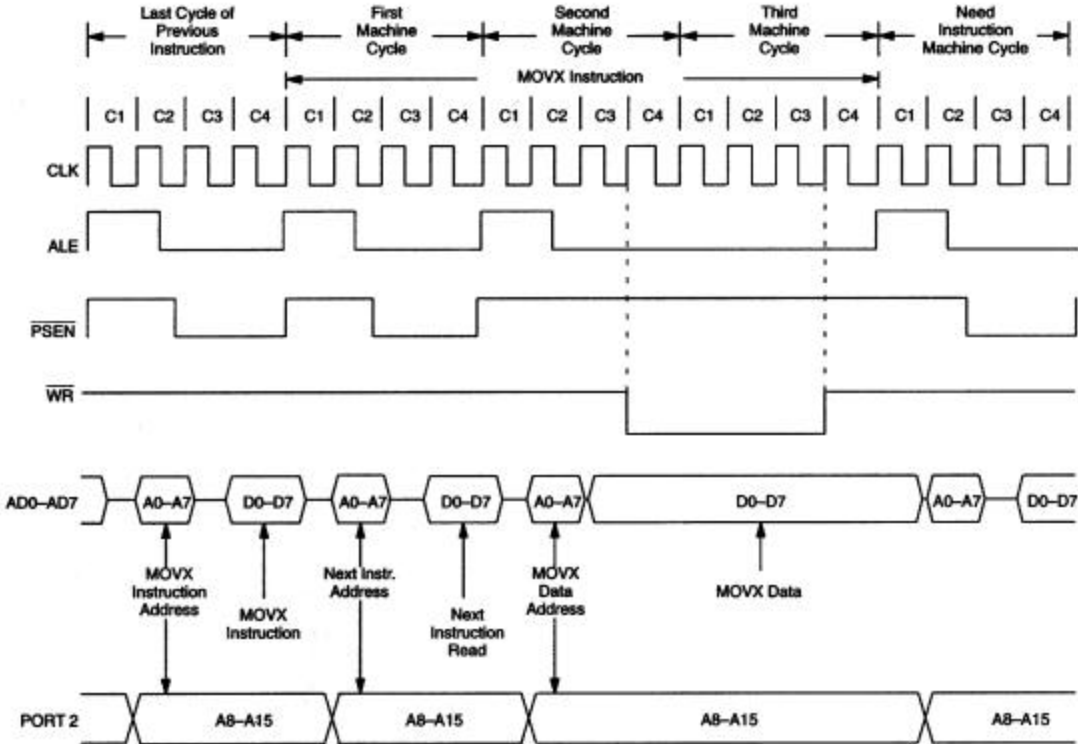 Last Cycle of
Previous
Instruction
First
Machine
Cycle
Second
Machine
Cycle
Third
Machine
Cycle
Need
Instruction
Machine Cycle
MOVX Instruction
C1 C2 C3 C4 C1 C2 C3 C4 C1 C2 C3 C4 C1 C2 C3 C4 C1 C2 C3 C4
CLK
ALE
PSEN
WR
AD0–AD7 A0–A7 D0–D7 A0–A7 D0–D7 A0–A7 D0–D7 A0–A7 D0–D7
MOVX
Instruction
Address
MOVX
Instruction
Next Instr.
Address
Next
Instruction
Read
MOVX
Data
Address
MOVX Data
PORT 2 A8–A15 A8–A15 A8–A15 A8–A15